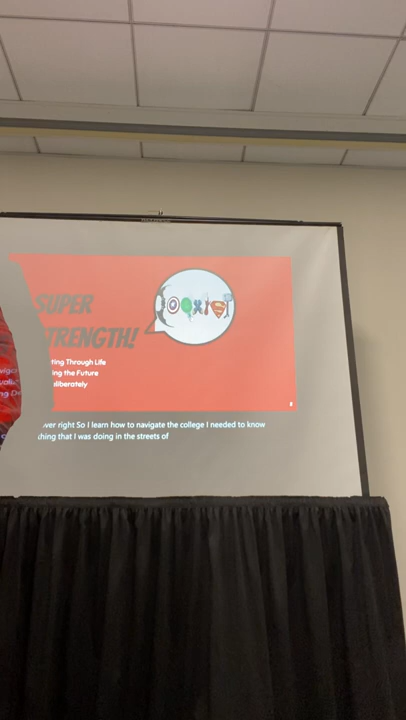 SUPER
TRENGTH!
ting Through Life
ing the Future
liberately
ver right So I learn how to navigate the college I needed to know
thing that I was doing in the streets of